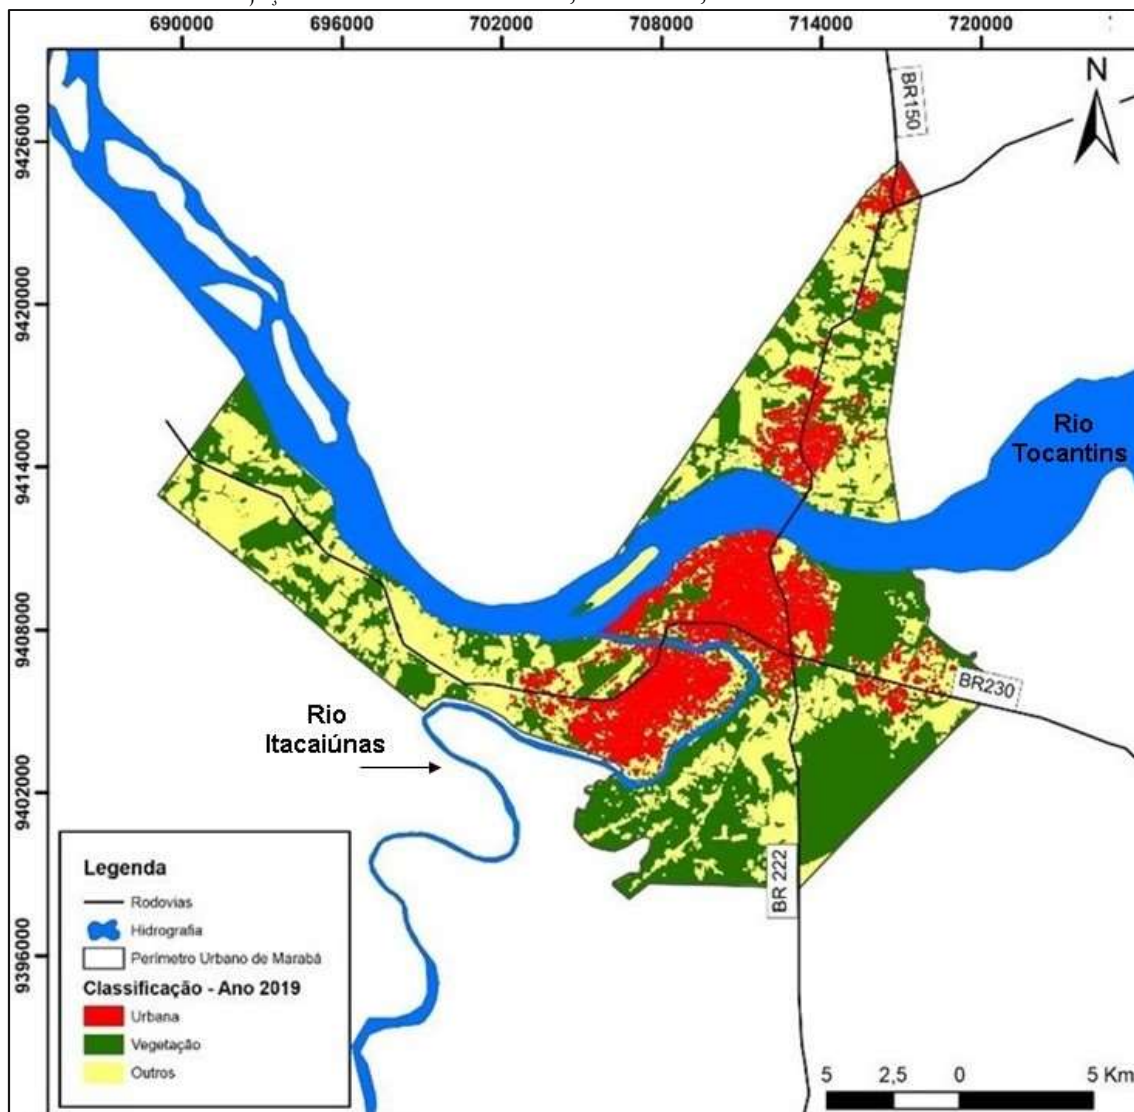 690000 696000 702000 708000 714000 720000
9426000
9420000
9414000
9408000
9402000
9396000
BR150
N
Rio
Tocantins
BR230
Rio
Itacaiúnas
BR 222
Legenda
Rodovias
Hidrografia
Perímetro Urbano de Marabá
Classificação - Ano 2019
Urbana
Vegetação
Outros
5 2,5 0 5 Km